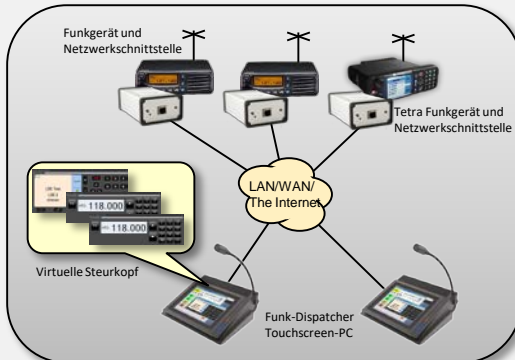 Funkgerät und
Netzwerkschnittstelle
Tetra Funkgerät und
Netzwerkschnittstelle
LAN/WAN/
The Internet
118.000
118.000
Virtuelle Steurkopf
Funk-Dispatcher
Touchscreen-PC